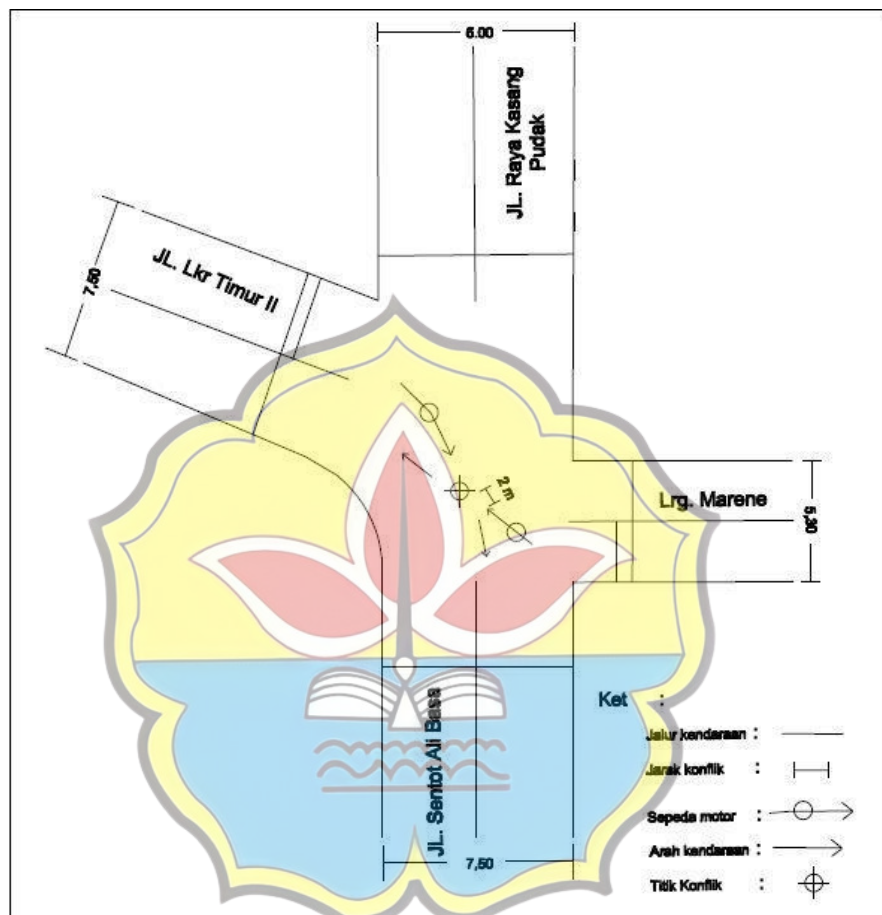 6.00
JL. Raya Kasang
Pudak
JL. Lkr Timur II
7,50
2 m
Lrg. Marene
5,30
JL. Sentot Ali Basa
7,50
Ket :
Jalur kendaraan :
Jarak konflik :
Sepeda motor :
Arah kendaraan :
Titik Konflik :